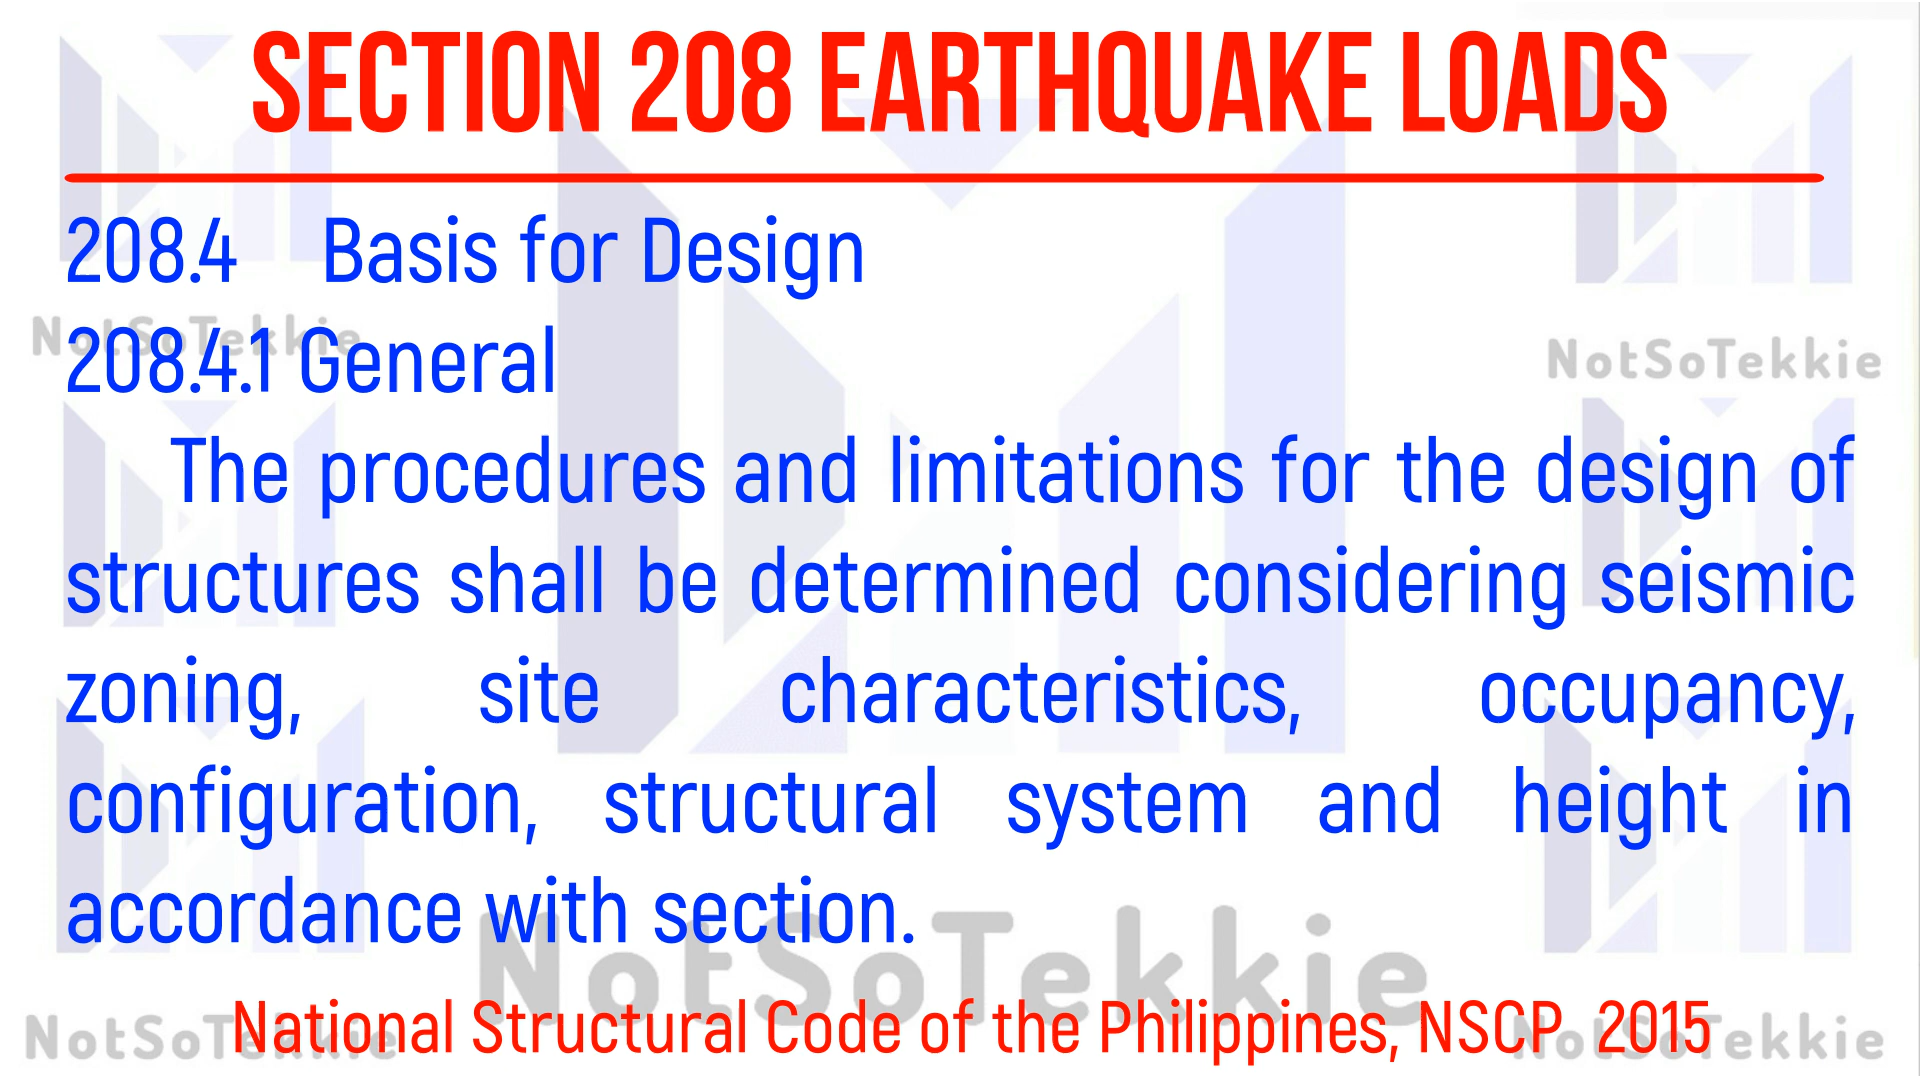 SECTION 208 EARTHQUAKE LOADS
208.4 Basis for Design
NotSoTekkie
NotSoTekkie
208.4.1 General
The procedures and limitations for the design of
structures shall be determined considering seismic
zoning, site characteristics, occupancy,
configuration, structural system and height in
accordance with section.
NotSoTekkie
National Structural Code of the Philippines, NSCP 2015
NotSoTekkie
NotSoTekkie